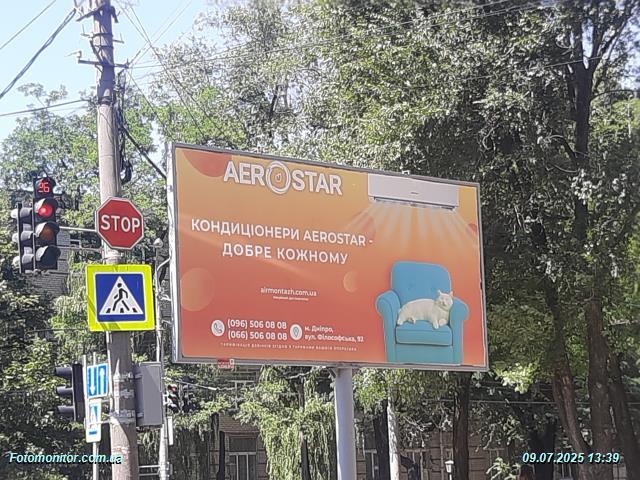 26
STOP
AEROSTAR
КОНДИЦІОНЕРИ AEROSTAR -
ДОБРЕ КОЖНОМУ
airmontazh.com.ua
(096) 506 08 08
(066) 506 08 08
м. Дніпро,
вул. Філософська, 92
Fotomonitor.com.ua
09.07.2025 13:39